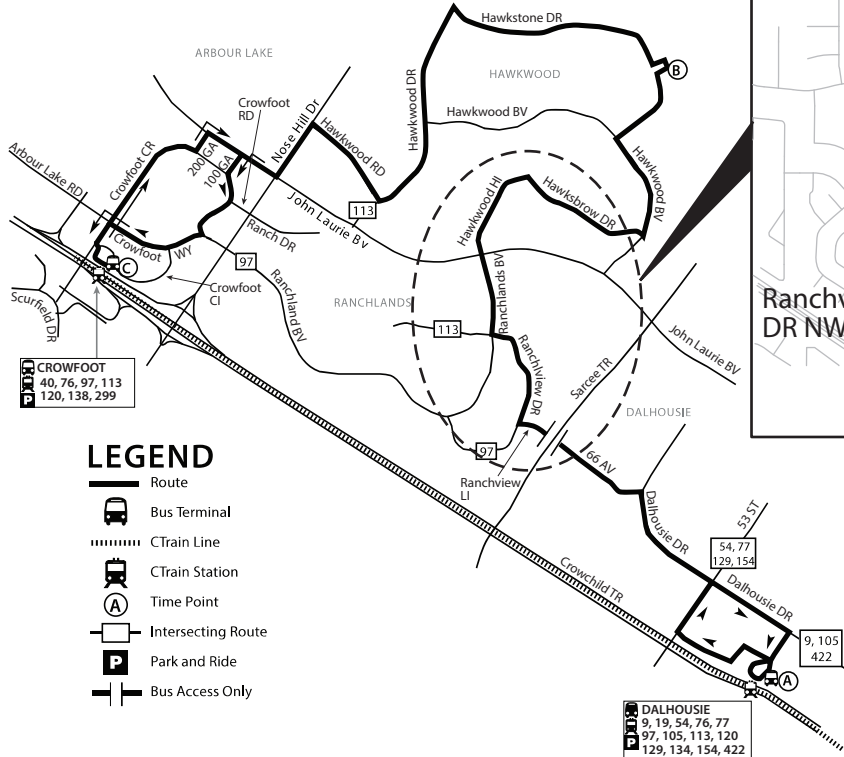 Hawkstone DR
ARBOUR LAKE
HAWKWOOD
B
Crowfoot
RD
Nose Hill Dr
Hawkwood DR
Hawkwood BV
Hawkwood RD
Crowfoot CR
200 GA
100 GA
Arbour Lake RD
Hawkwood BV
Hawkwood HI
Hawksbrow DR
113
John Laurie Bv
Ranch DR
Crowfoot
WY
C
97
Crowfoot
CI
Ranchland BV
Scurfield DR
RANCHLANDS
Ranchlands BV
Ranchv
DR NW
113
Ranchlview DR
Sarcee TR
John Laurie BV
CROWFOOT
40, 76, 97, 113
120, 138, 299
P
DALHOUSIE
97
Ranchview
LI
66 AV
LEGEND
Route
Bus Terminal
CTrain Line
CTrain Station
A
Time Point
Intersecting Route
P
Park and Ride
Bus Access Only
Dalhousie DR
53 ST
54, 77
129, 154
Crowchild TR
Dalhousie DR
9, 105
422
A
DALHOUSIE
9, 19, 54, 76, 77
97, 105, 113, 120
129, 134, 154, 422
P